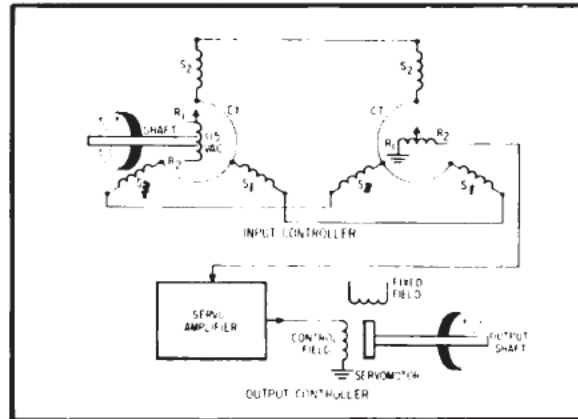 S2
S2
CT
CT
R1
SHAFT
115
VAC
R2
R2
R1
S3
S1
S3
S1
INPUT CONTROLLER
FIXED
FIELD
SERVO
AMPLIFIER
CONTROL
FIELD
OUTPUT
SHAFT
SERVOMOTOR
OUTPUT CONTROLLER